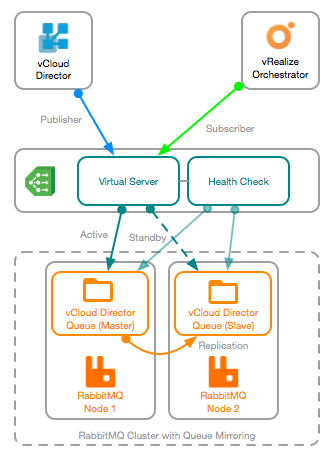 vCloud
Director
vRealize
Orchestrator
Publisher
Subscriber
Virtual Server
Health Check
Active
Standby
vCloud Director
Queue (Master)
vCloud Director
Queue (Slave)
Replication
RabbitMQ
Node 1
RabbitMQ
Node 2
RabbitMQ Cluster with Queue Mirroring